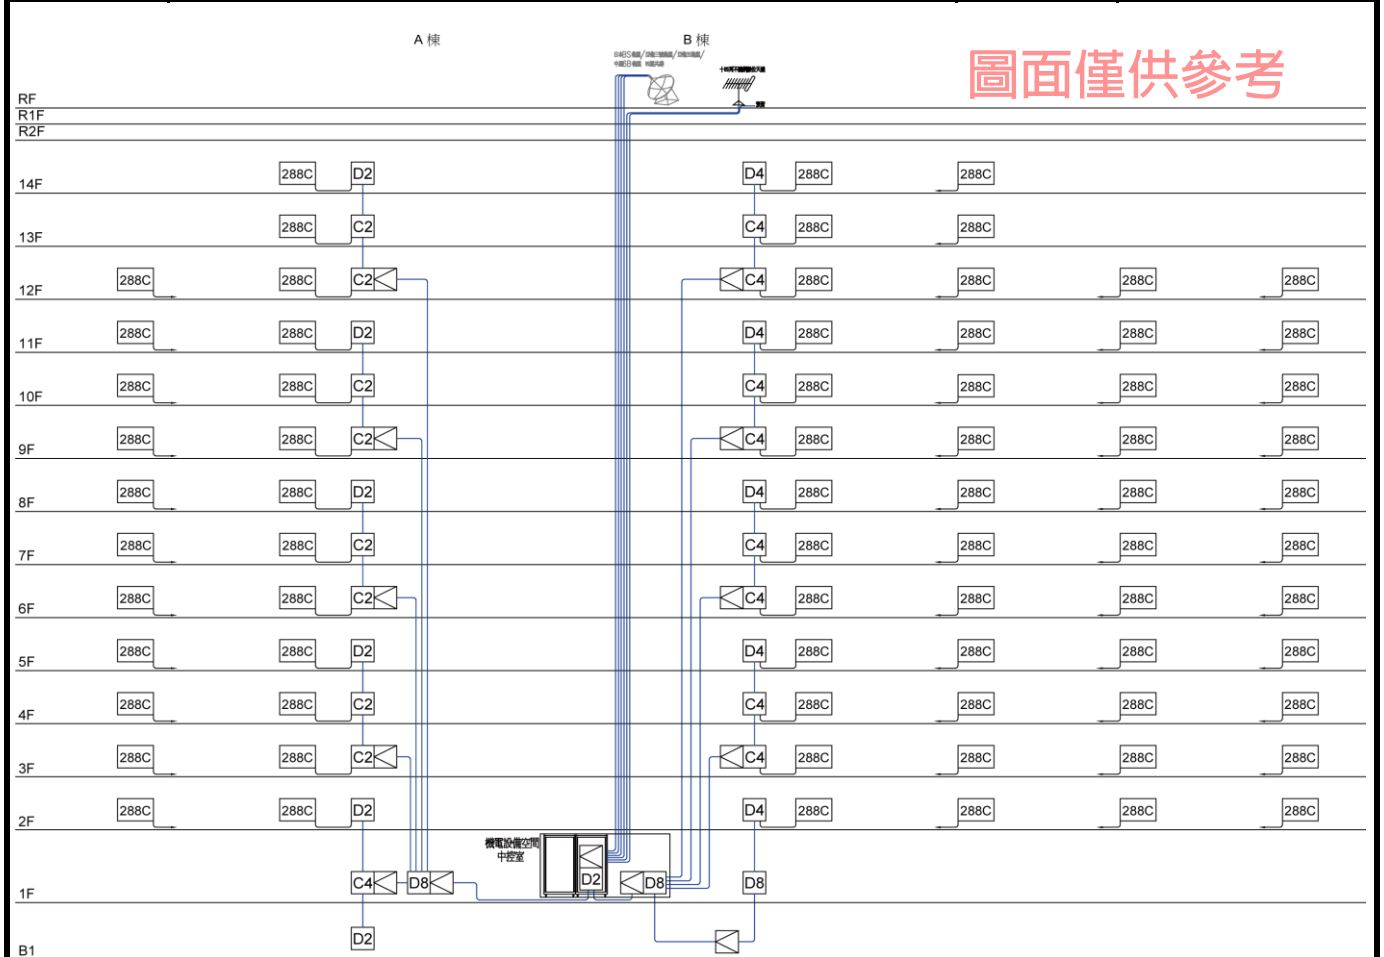 A 棟
B 棟
圖面僅供參考
RF
R1F
R2F
288C D2 D4 288C 288C
14F
288C C2 C4 288C 288C
13F
288C 288C C2 C4 288C 288C 288C 288C
12F
288C 288C D2 D4 288C 288C 288C 288C
11F
288C 288C C2 C4 288C 288C 288C 288C
10F
288C 288C C2 C4 288C 288C 288C 288C
9F
288C 288C D2 D4 288C 288C 288C 288C
8F
288C 288C C2 C4 288C 288C 288C 288C
7F
288C 288C C2 C4 288C 288C 288C 288C
6F
288C 288C D2 D4 288C 288C 288C 288C
5F
288C 288C C2 C4 288C 288C 288C 288C
4F
288C 288C C2 C4 288C 288C 288C 288C
3F
288C 288C D2 D4 288C 288C 288C 288C
2F
機電設備空間
中控室
C4 D8 D2 D8 D8
1F
D2
B1